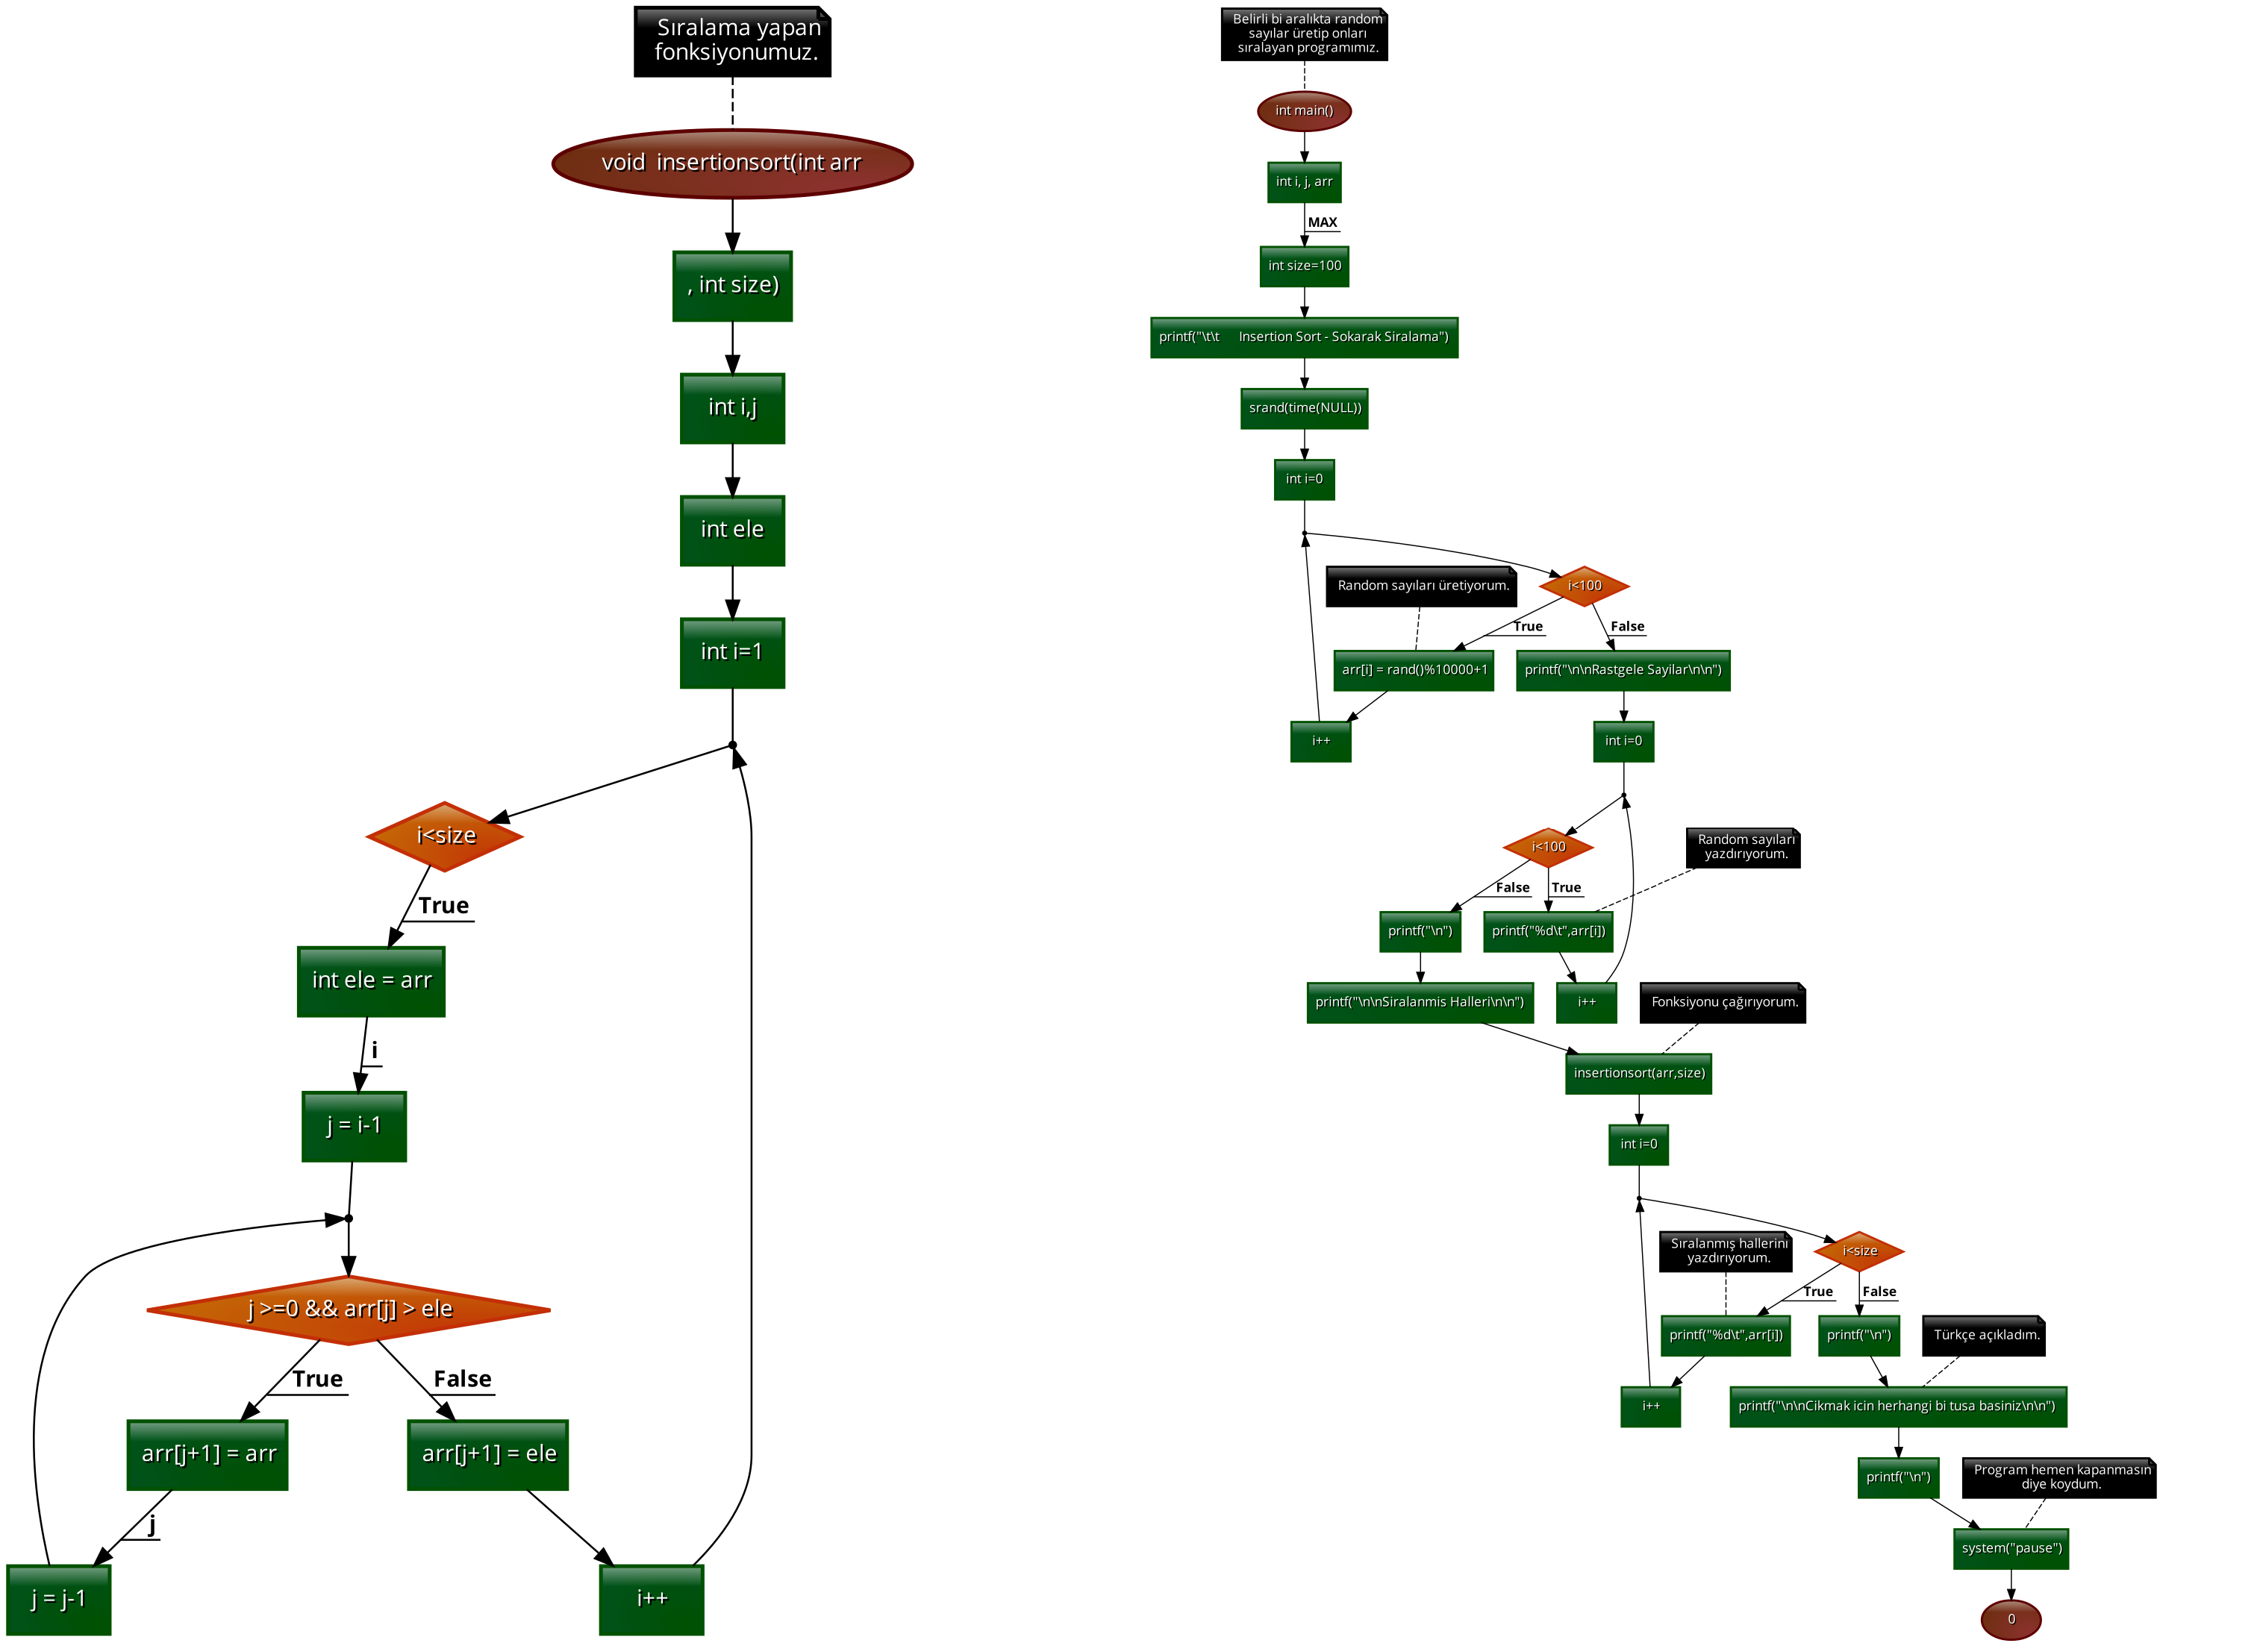 Sıralama yapan
fonksiyonumuz.
void  insertionsort(int arr
, int size)
int i,j
int ele
int i=1
i<size
True
int ele = arr
i
j = i-1
j >=0 && arr[j] > ele
True
False
arr[j+1] = arr
arr[j+1] = ele
j
j = j-1
i++
Belirli bi aralıkta random
sayılar üretip onları
sıralayan programımız.
int main()
int i, j, arr
MAX
int size=100
printf("\t\t      Insertion Sort - Sokarak Siralama")
srand(time(NULL))
int i=0
i<100
Random sayıları üretiyorum.
True
False
arr[i] = rand()%10000+1
printf("\n\nRastgele Sayilar\n\n")
i++
int i=0
i<100
Random sayıları
yazdırıyorum.
False
True
printf("\n")
printf("%d\t",arr[i])
printf("\n\nSiralanmis Halleri\n\n")
i++
Fonksiyonu çağırıyorum.
insertionsort(arr,size)
int i=0
Sıralanmış hallerini
yazdırıyorum.
i<size
True
False
printf("%d\t",arr[i])
printf("\n")
Türkçe açıkladım.
i++
printf("\n\nCikmak icin herhangi bi tusa basiniz\n\n")
printf("\n")
Program hemen kapanmasın
diye koydum.
system("pause")
0